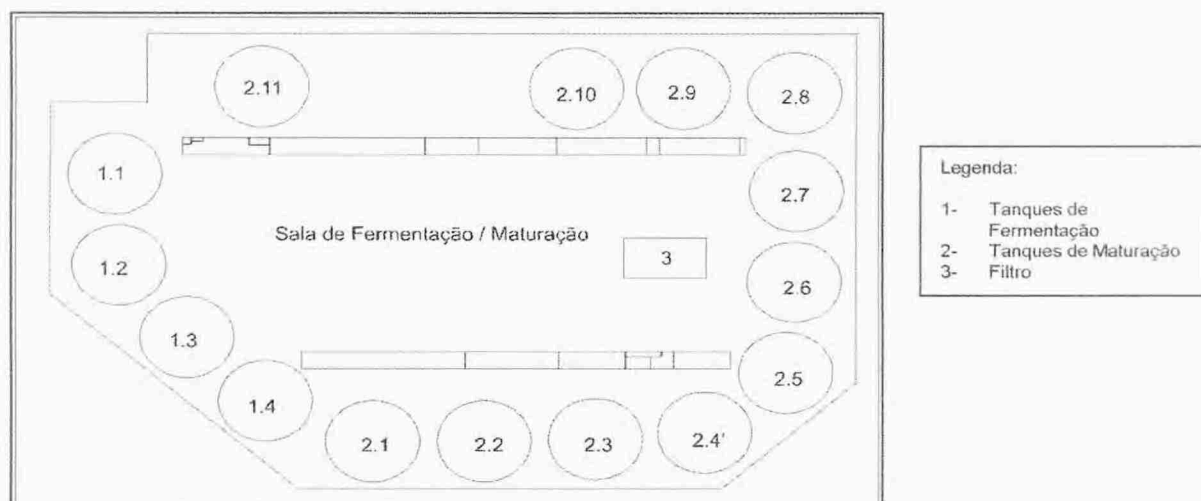 2.11
2.10
2.9
2.8
1.1
2.7
Sala de Fermentação / Maturação
3
1.2
2.6
1.3
2.5
1.4
2.1
2.2
2.3
2.4'
Legenda:
1- Tanques de
Fermentação
2- Tanques de Maturação
3- Filtro